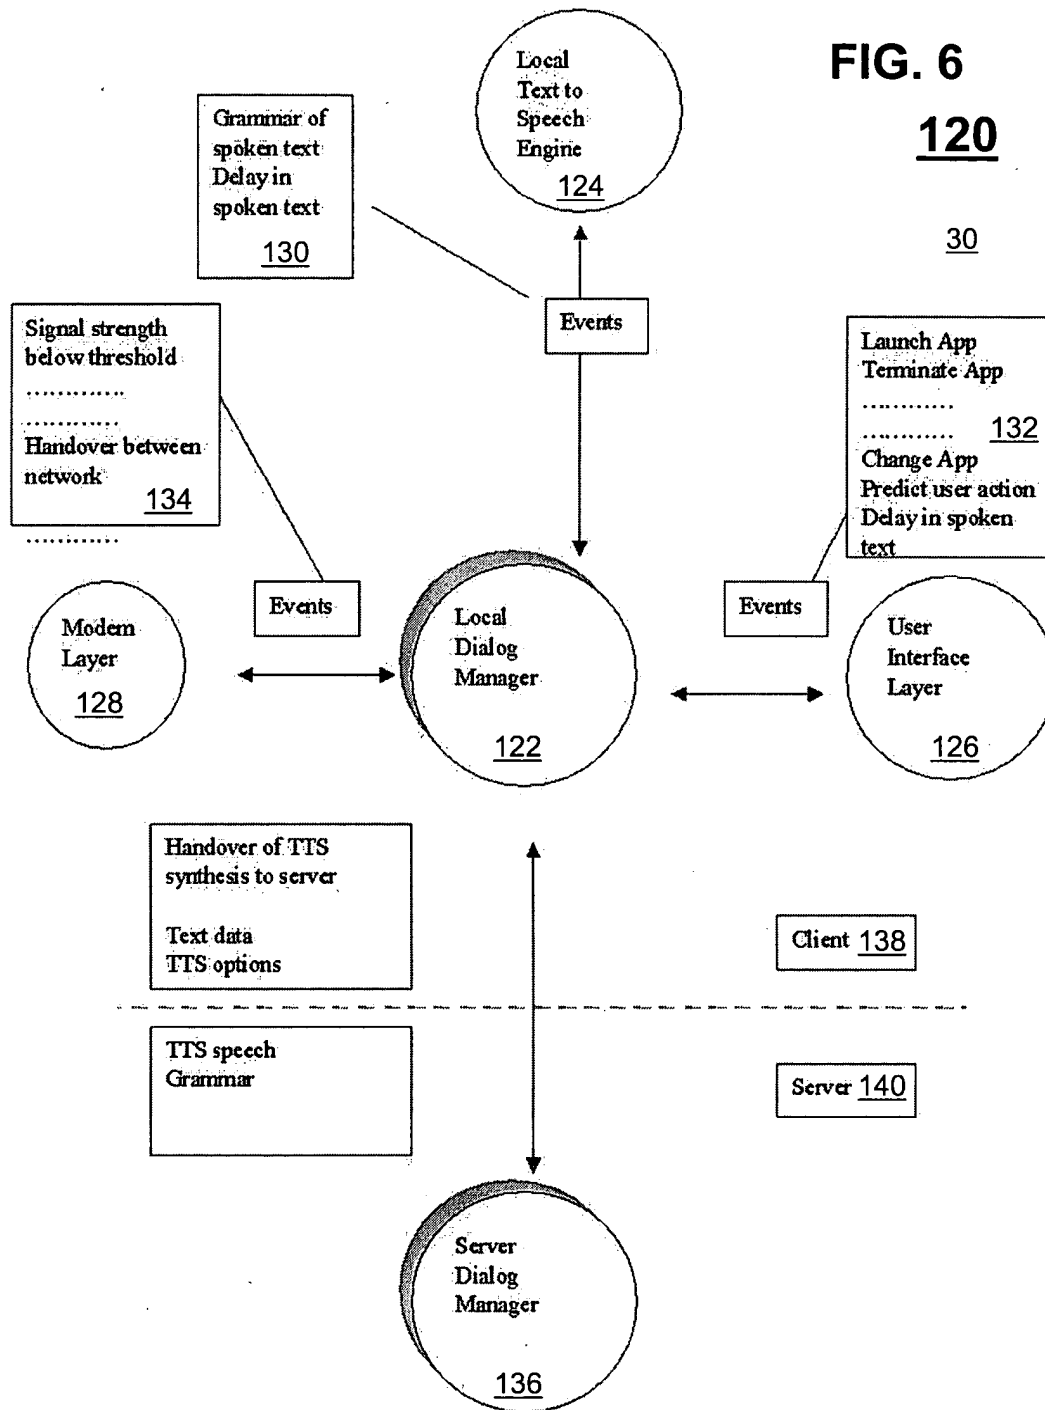 FIG. 6
120
30
Local
Text to
Speech
Engine
124
Grammar of
spoken text
Delay in
spoken text
130
Events
Signal strength
below threshold
..............
..............
Handover between
network
134
..............
Launch App
Terminate App
..............
..............
132
Change App
Predict user action
Delay in spoken
text
Events
Events
Modem
Layer
128
Local
Dialog
Manager
122
User
Interface
Layer
126
Handover of TTS
synthesis to server
Text data
TTS options
Client 138
TTS speech
Grammar
Server 140
Server
Dialog
Manager
136